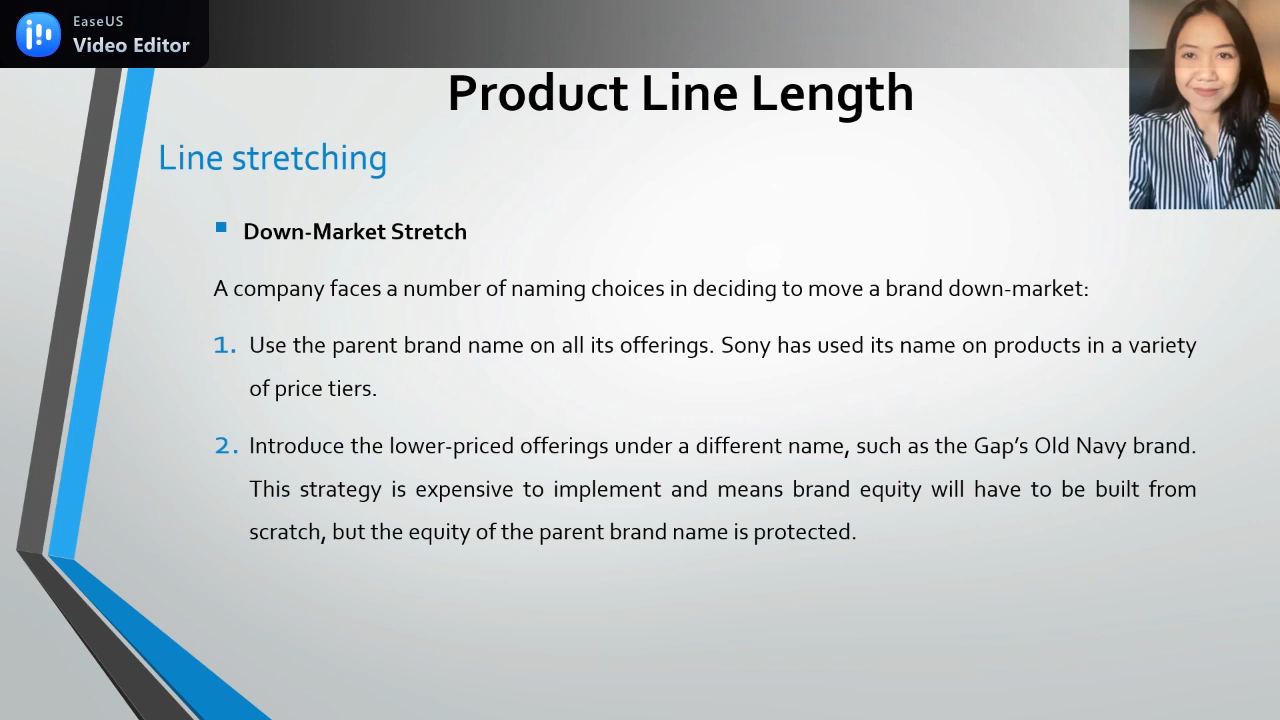 EaseUS
Video Editor
Product Line Length
Line stretching
Down-Market Stretch
A company faces a number of naming choices in deciding to move a brand down-market:
1. Use the parent brand name on all its offerings. Sony has used its name on products in a variety
of price tiers.
2. Introduce the lower-priced offerings under a different name, such as the Gap’s Old Navy brand.
This strategy is expensive to implement and means brand equity will have to be built from
scratch, but the equity of the parent brand name is protected.